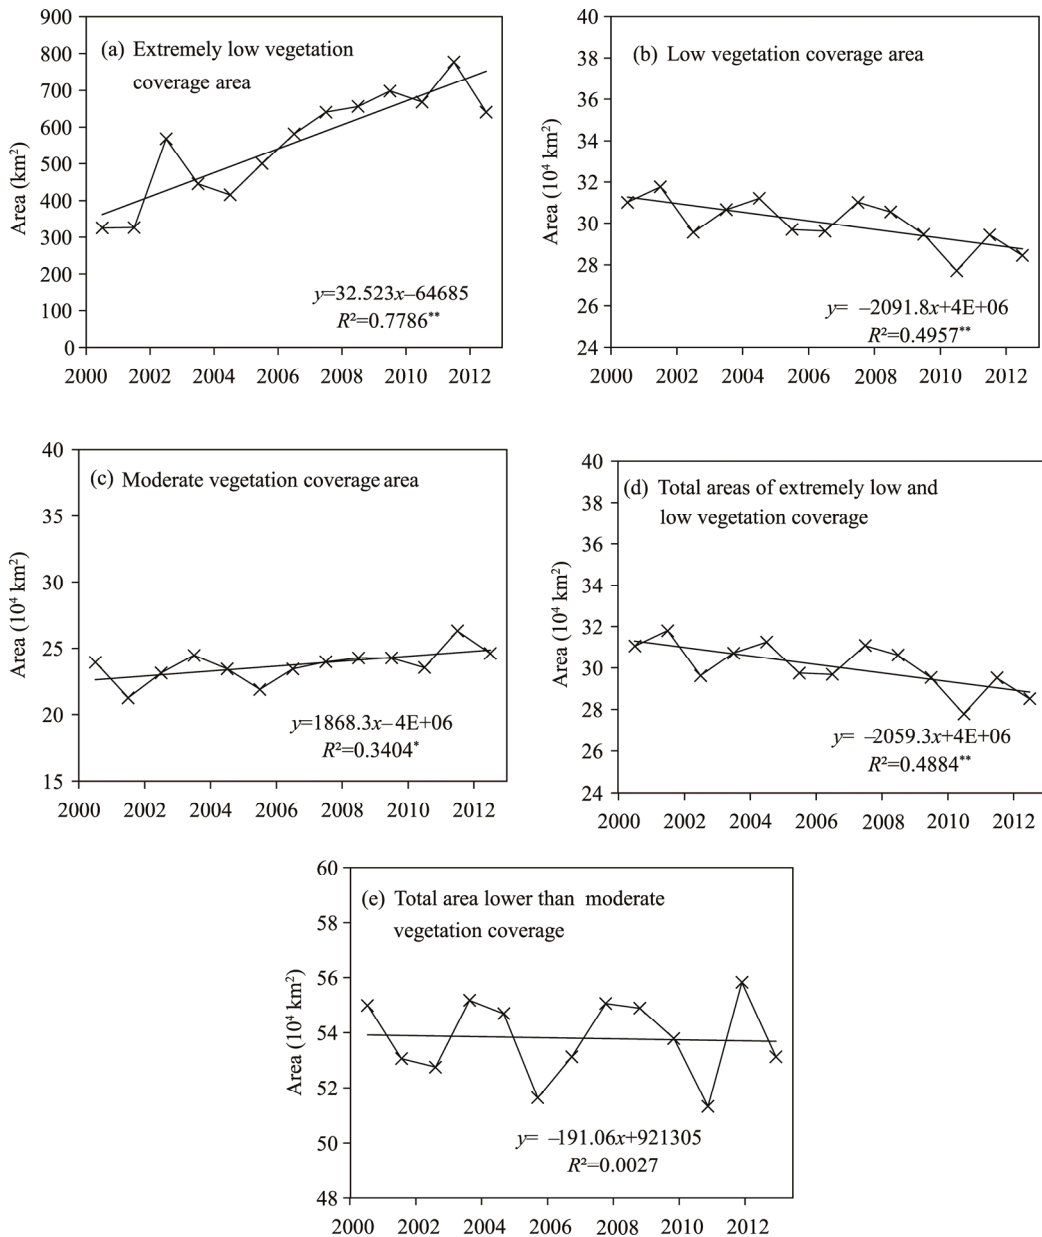 (a) Extremely low vegetation
coverage area
Area (km²)
900
800
700
600
500
400
300
200
100
0
y=32.523x–64685
R²=0.7786**
2000 2002 2004 2006 2008 2010 2012
(b) Low vegetation coverage area
Area (10⁴ km²)
40
38
36
34
32
30
28
26
24
y= –2091.8x+4E+06
R²=0.4957**
2000 2002 2004 2006 2008 2010 2012
(c) Moderate vegetation coverage area
Area (10⁴ km²)
40
35
30
25
20
15
y=1868.3x–4E+06
R²=0.3404*
2000 2002 2004 2006 2008 2010 2012
(d) Total areas of extremely low and
low vegetation coverage
Area (10⁴ km²)
40
38
36
34
32
30
28
26
24
y= –2059.3x+4E+06
R²=0.4884**
2000 2002 2004 2006 2008 2010 2012
(e) Total area lower than moderate
vegetation coverage
Area (10⁴ km²)
60
58
56
54
52
50
48
y= –191.06x+921305
R²=0.0027
2000 2002 2004 2006 2008 2010 2012